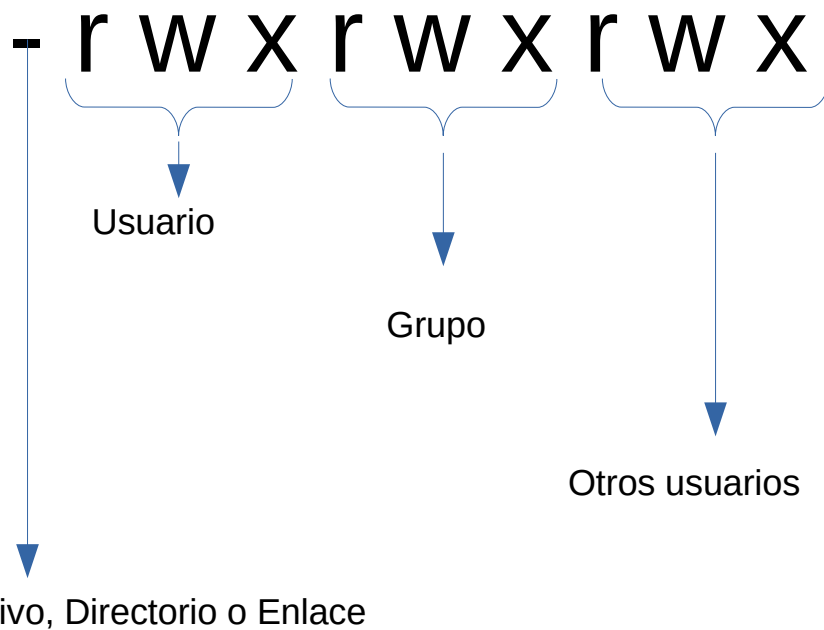 - r w x r w x r w x
Usuario
Grupo
Otros usuarios
ivo, Directorio o Enlace